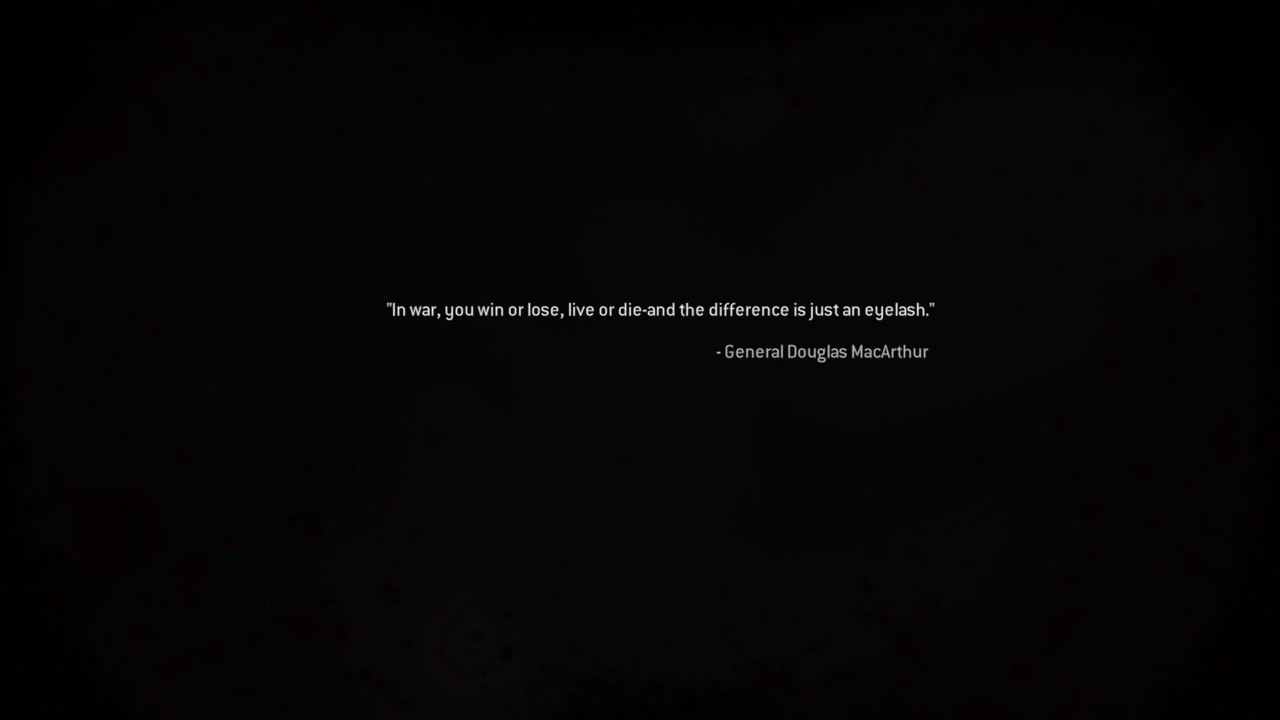 "In war, you win or lose, live or die-and the difference is just an eyelash."
- General Douglas MacArthur